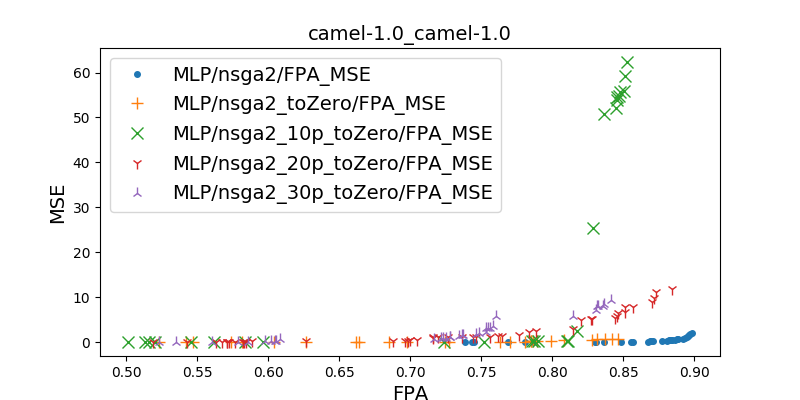 camel-1.0_camel-1.0
MLP/nsga2/FPA_MSE
MLP/nsga2_toZero/FPA_MSE
MLP/nsga2_10p_toZero/FPA_MSE
MLP/nsga2_20p_toZero/FPA_MSE
MLP/nsga2_30p_toZero/FPA_MSE
MSE
60
50
40
30
20
10
0
0.50 0.55 0.60 0.65 0.70 0.75 0.80 0.85 0.90
FPA